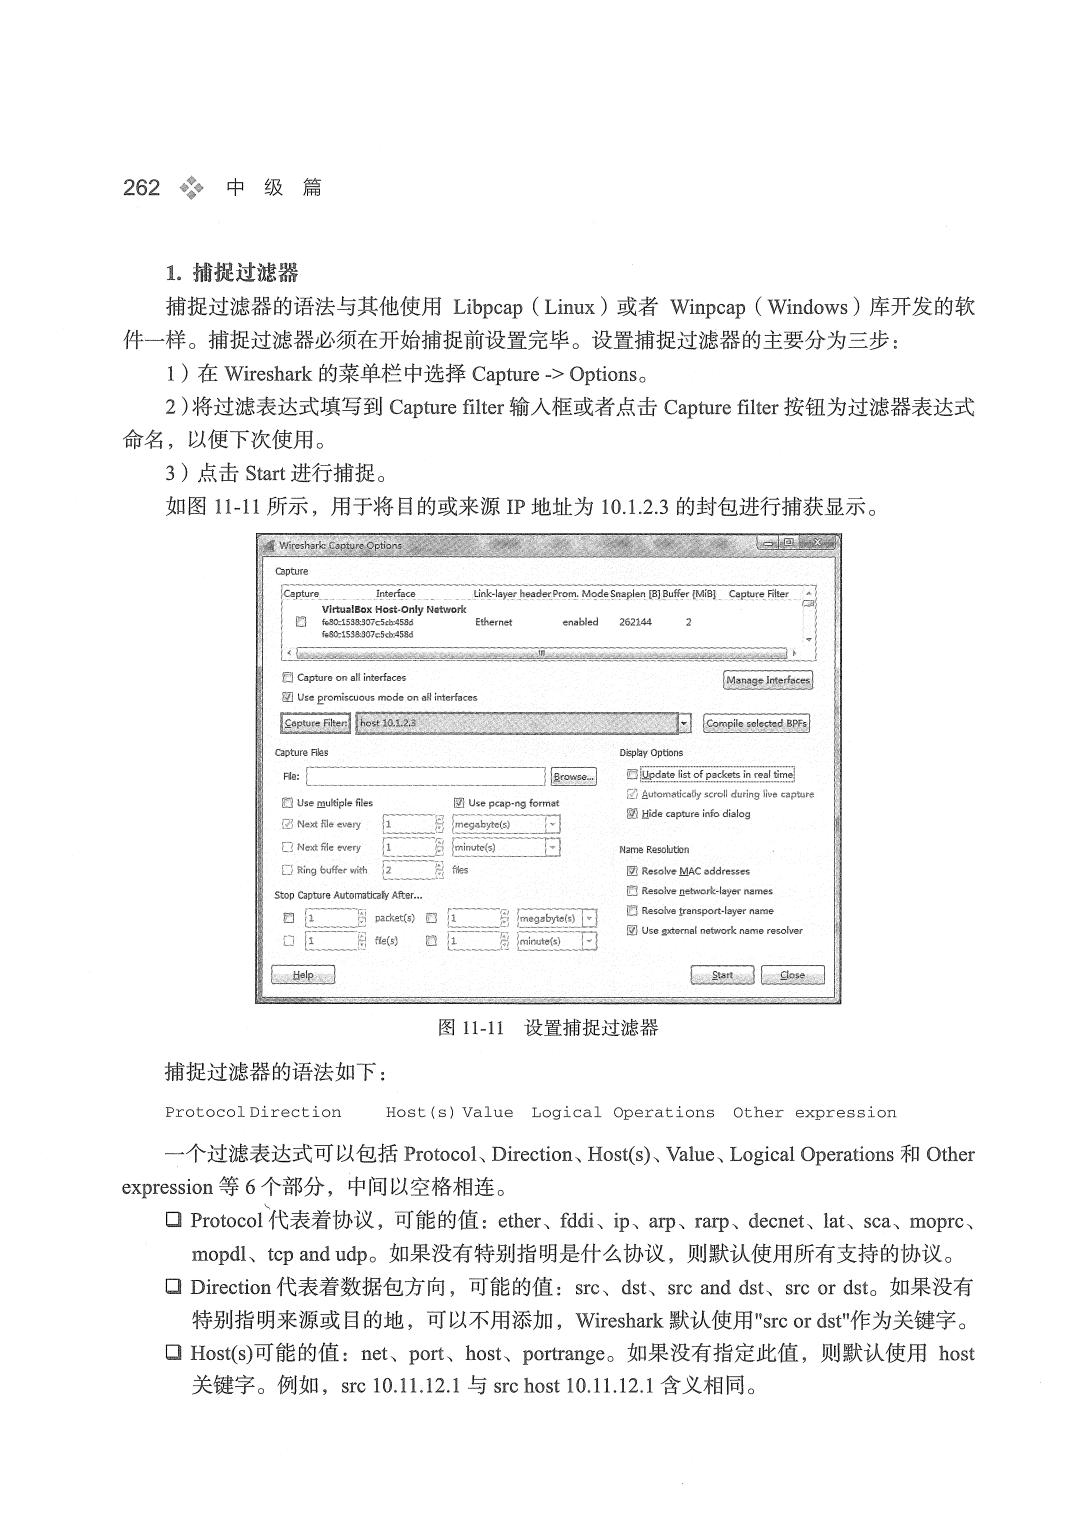 262 中 级 篇
1. 捕捉过滤器
捕捉过滤器的语法与其他使用 Libpcap（Linux）或者 Winpcap（Windows）库开发的软
件一样。捕捉过滤器必须在开始捕捉前设置完毕。设置捕捉过滤器的主要分为三步：
1）在 Wireshark 的菜单栏中选择 Capture -> Options。
2）将过滤表达式填写到 Capture filter 输入框或者点击 Capture filter 按钮为过滤器表达式
命名，以便下次使用。
3）点击 Start 进行捕捉。
如图 11-11 所示，用于将目的或来源 IP 地址为 10.1.2.3 的封包进行捕获显示。
Wireshark: Capture Options
Capture
Capture Interface Link-layer header Prom. Mode Snaplen [B] Buffer [MiB] Capture Filter
VirtualBox Host-Only Network
fe80::1538:307c:5cb:458d Ethernet enabled 262144 2
fe80::1538:307c:5cb:458d
Capture on all interfaces Manage Interfaces
Use promiscuous mode on all interfaces
Capture Filter: host 10.1.2.3 Compile selected BPFs
Capture Files Display Options
File: Browse... Update list of packets in real time
Use multiple files Use pcap-ng format Automatically scroll during live capture
Next file every 1 megabyte(s) Hide capture info dialog
Next file every 1 minute(s) Name Resolution
Ring buffer with 2 files Resolve MAC addresses
Stop Capture Automatically After... Resolve network-layer names
1 packet(s) 1 megabyte(s) Resolve transport-layer name
1 file(s) 1 minute(s) Use external network name resolver
Help Start Close
图 11-11 设置捕捉过滤器
捕捉过滤器的语法如下：
Protocol Direction Host(s) Value Logical Operations Other expression
一个过滤表达式可以包括 Protocol、Direction、Host(s)、Value、Logical Operations 和 Other
expression 等 6 个部分，中间以空格相连。
❑ Protocol 代表着协议，可能的值：ether、fddi、ip、arp、rarp、decnet、lat、sca、moprc、
mopdl、tcp and udp。如果没有特别指明是什么协议，则默认使用所有支持的协议。
❑ Direction 代表着数据包方向，可能的值：src、dst、src and dst、src or dst。如果没有
特别指明来源或目的地，可以不用添加，Wireshark 默认使用"src or dst"作为关键字。
❑ Host(s)可能的值：net、port、host、portrange。如果没有指定此值，则默认使用 host
关键字。例如，src 10.11.12.1 与 src host 10.11.12.1 含义相同。